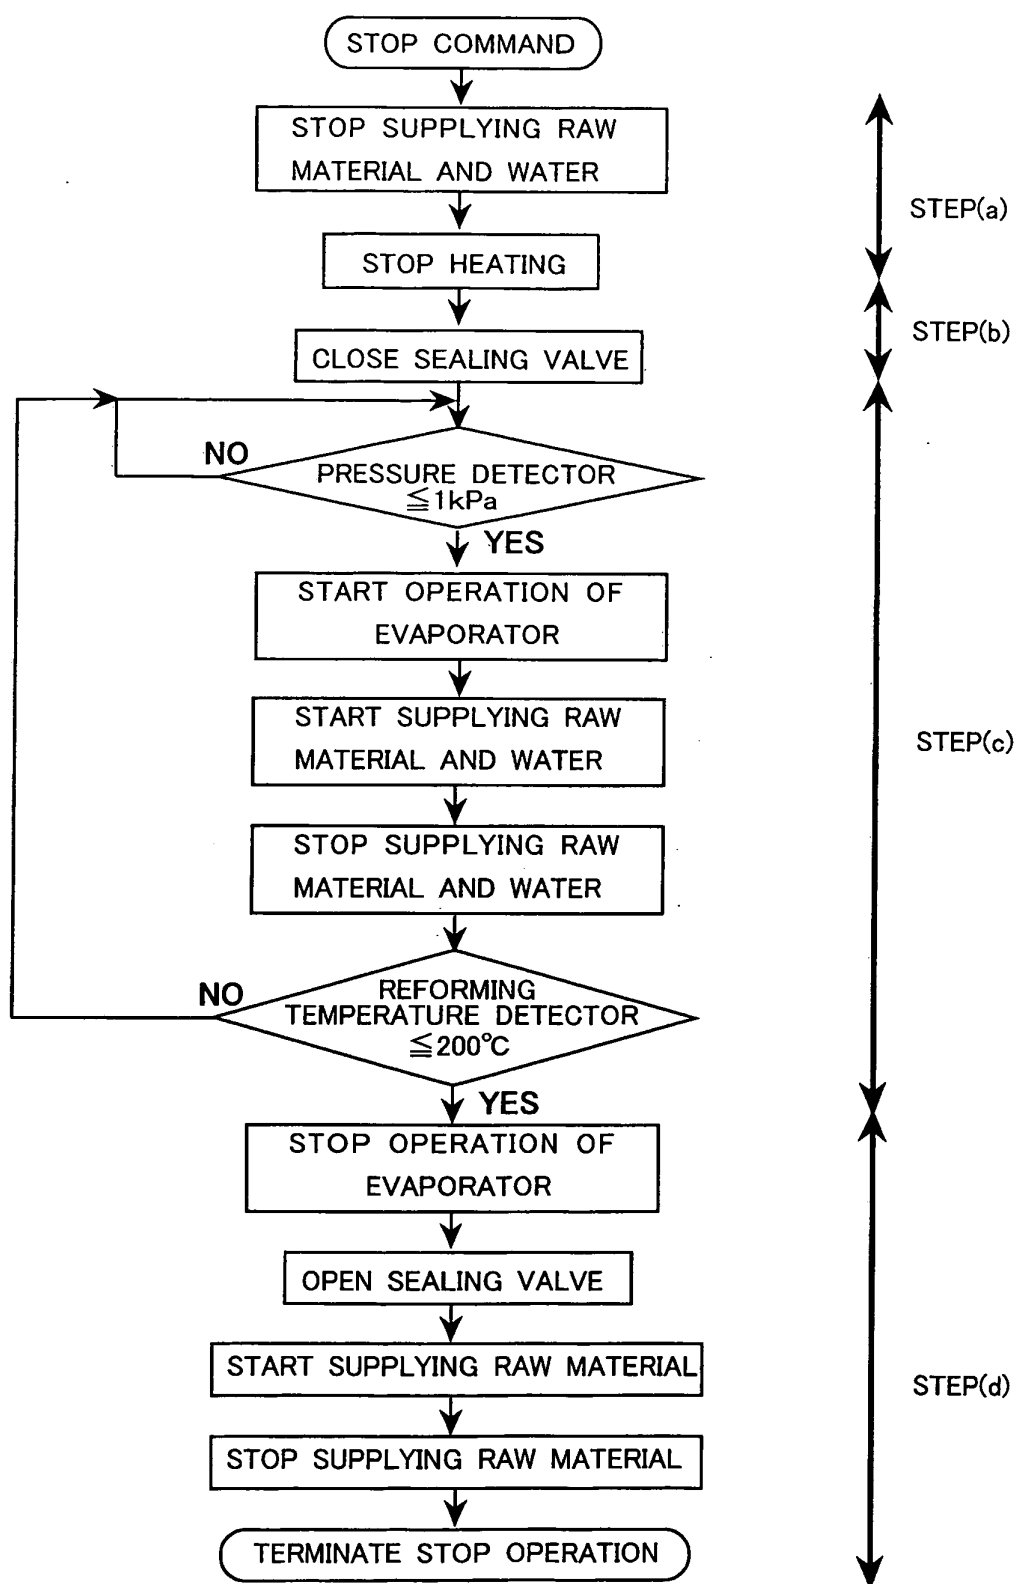 STOP COMMAND
STOP SUPPLYING RAW
MATERIAL AND WATER
STEP(a)
STOP HEATING
STEP(b)
CLOSE SEALING VALVE
NO
PRESSURE DETECTOR
≦1kPa
YES
START OPERATION OF
EVAPORATOR
START SUPPLYING RAW
MATERIAL AND WATER
STEP(c)
STOP SUPPLYING RAW
MATERIAL AND WATER
NO
REFORMING
TEMPERATURE DETECTOR
≦200°C
YES
STOP OPERATION OF
EVAPORATOR
OPEN SEALING VALVE
START SUPPLYING RAW MATERIAL
STEP(d)
STOP SUPPLYING RAW MATERIAL
TERMINATE STOP OPERATION